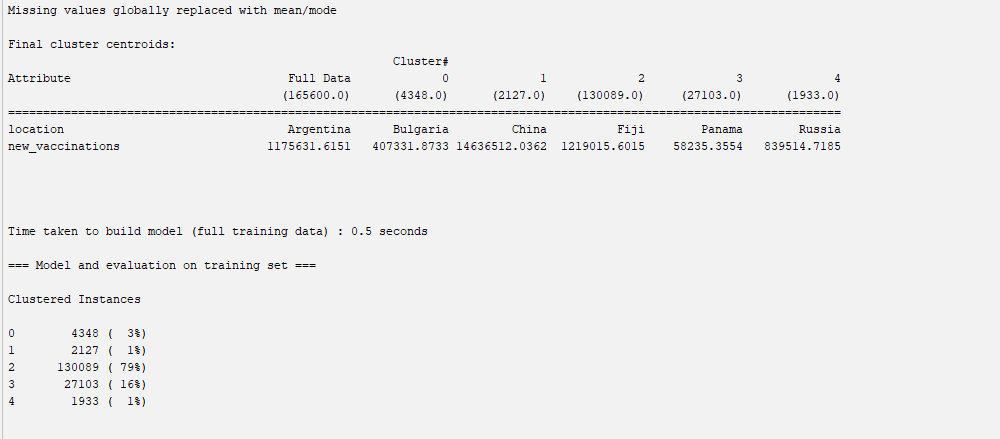 Missing values globally replaced with mean/mode
Final cluster centroids:
Cluster#
Attribute Full Data 0 1 2 3 4
(165600.0) (4348.0) (2127.0) (130089.0) (27103.0) (1933.0)
================================================================================================
location Argentina Bulgaria China Fiji Panama Russia
new_vaccinations 1175631.6151 407331.8733 14636512.0362 1219015.6015 58235.3554 839514.7185
Time taken to build model (full training data) : 0.5 seconds
=== Model and evaluation on training set ===
Clustered Instances
0 4348 ( 3%)
1 2127 ( 1%)
2 130089 ( 79%)
3 27103 ( 16%)
4 1933 ( 1%)